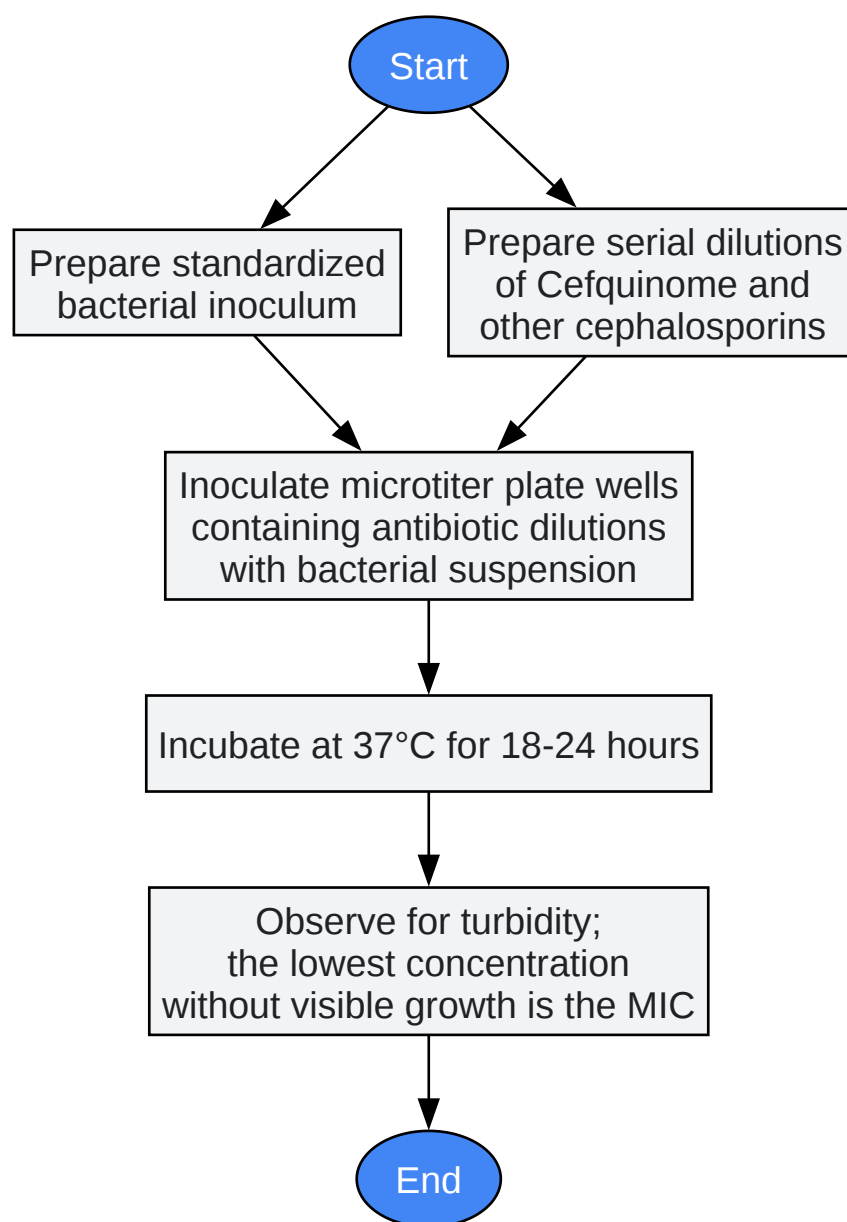 Start
Prepare standardized
bacterial inoculum
Prepare serial dilutions
of Cefquinome and
other cephalosporins
Inoculate microtiter plate wells
containing antibiotic dilutions
with bacterial suspension
Incubate at 37°C for 18-24 hours
Observe for turbidity;
the lowest concentration
without visible growth is the MIC
End